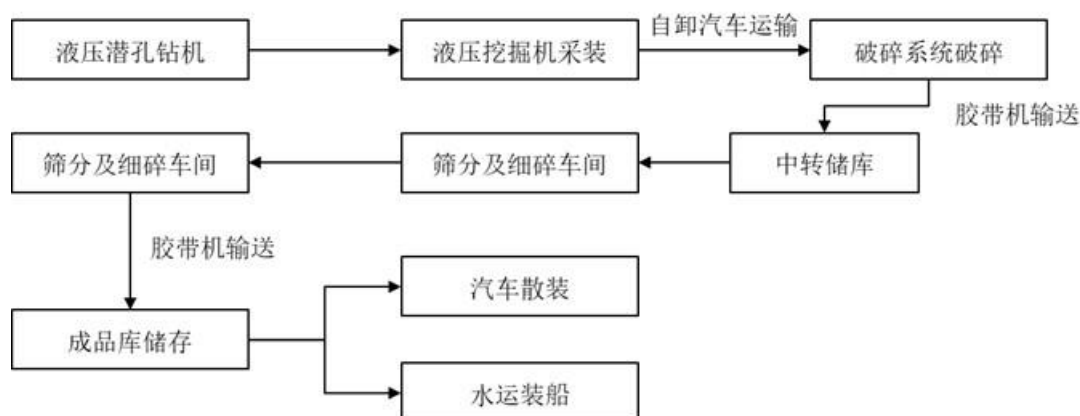 液压潜孔钻机
液压挖掘机采装
自卸汽车运输
破碎系统破碎
胶带机输送
中转储库
筛分及细碎车间
筛分及细碎车间
胶带机输送
成品库储存
汽车散装
水运装船